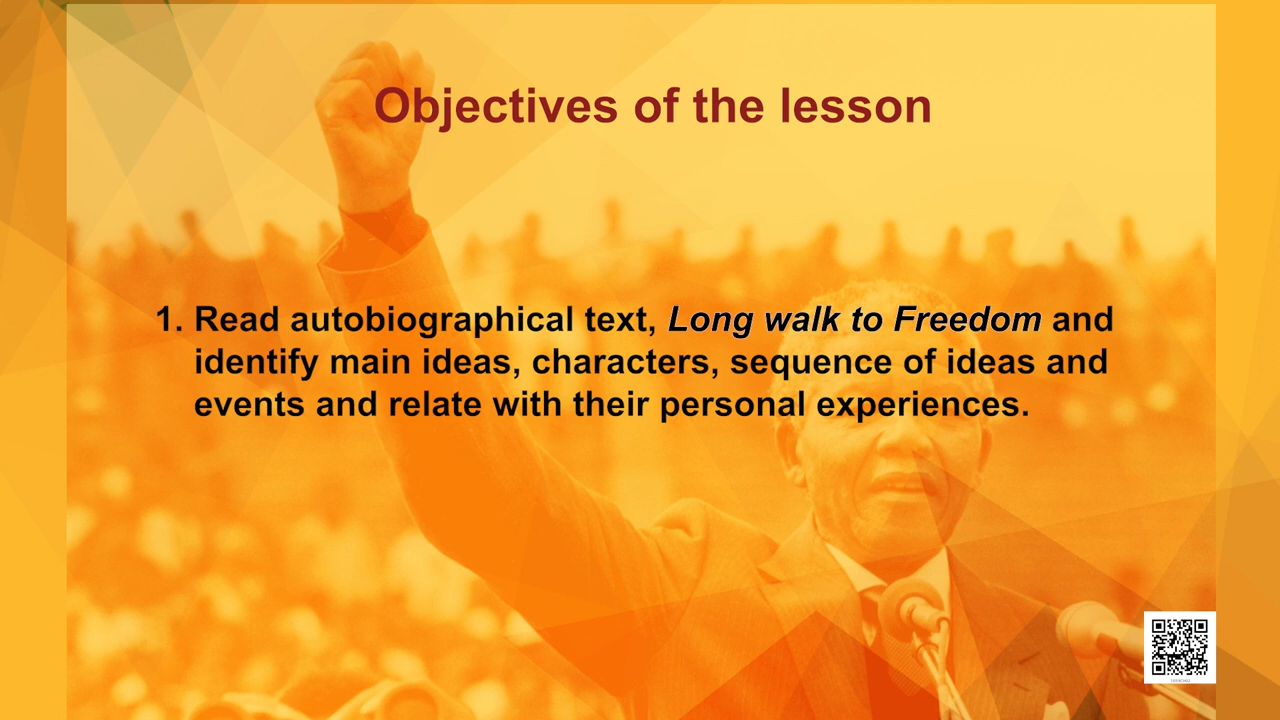 Objectives of the lesson
1. Read autobiographical text, Long walk to Freedom and
identify main ideas, characters, sequence of ideas and
events and relate with their personal experiences.